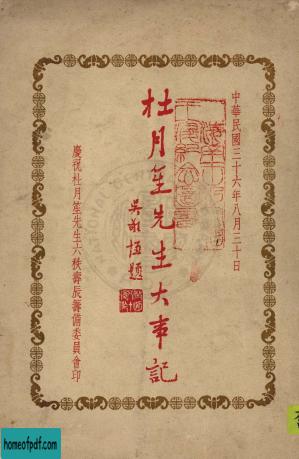 中華民國三十六年八月三十日
杜月笙先生大事記
吳敬恆題
慶祝杜月笙先生六秩壽辰籌備委員會印
homeofpdf.com